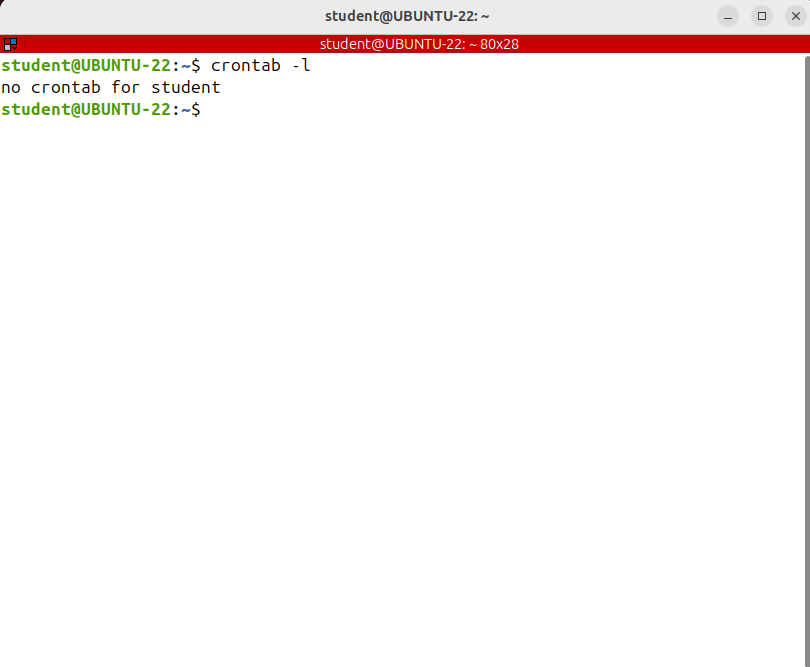 student@UBUNTU-22: ~
student@UBUNTU-22: ~ 80x28
student@UBUNTU-22:~$ crontab -l
no crontab for student
student@UBUNTU-22:~$